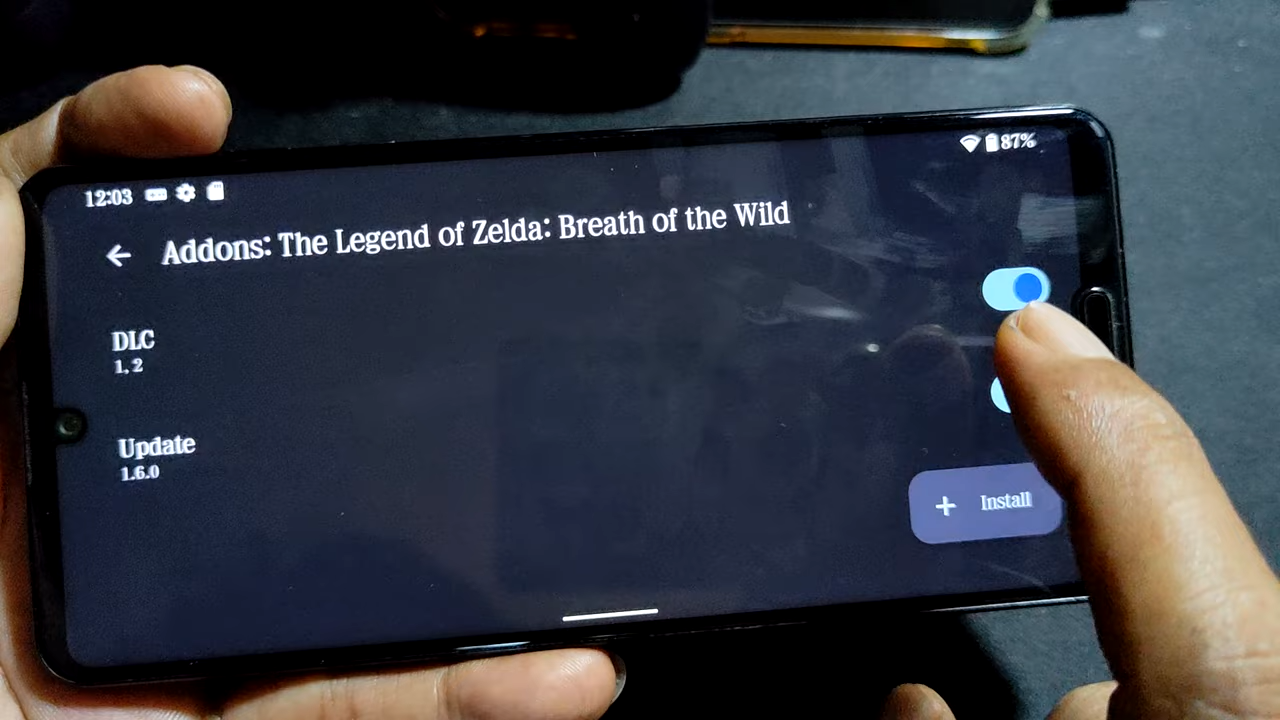 12:03
87%
Addons: The Legend of Zelda: Breath of the Wild
DLC
1, 2
Update
1.6.0
+ Install